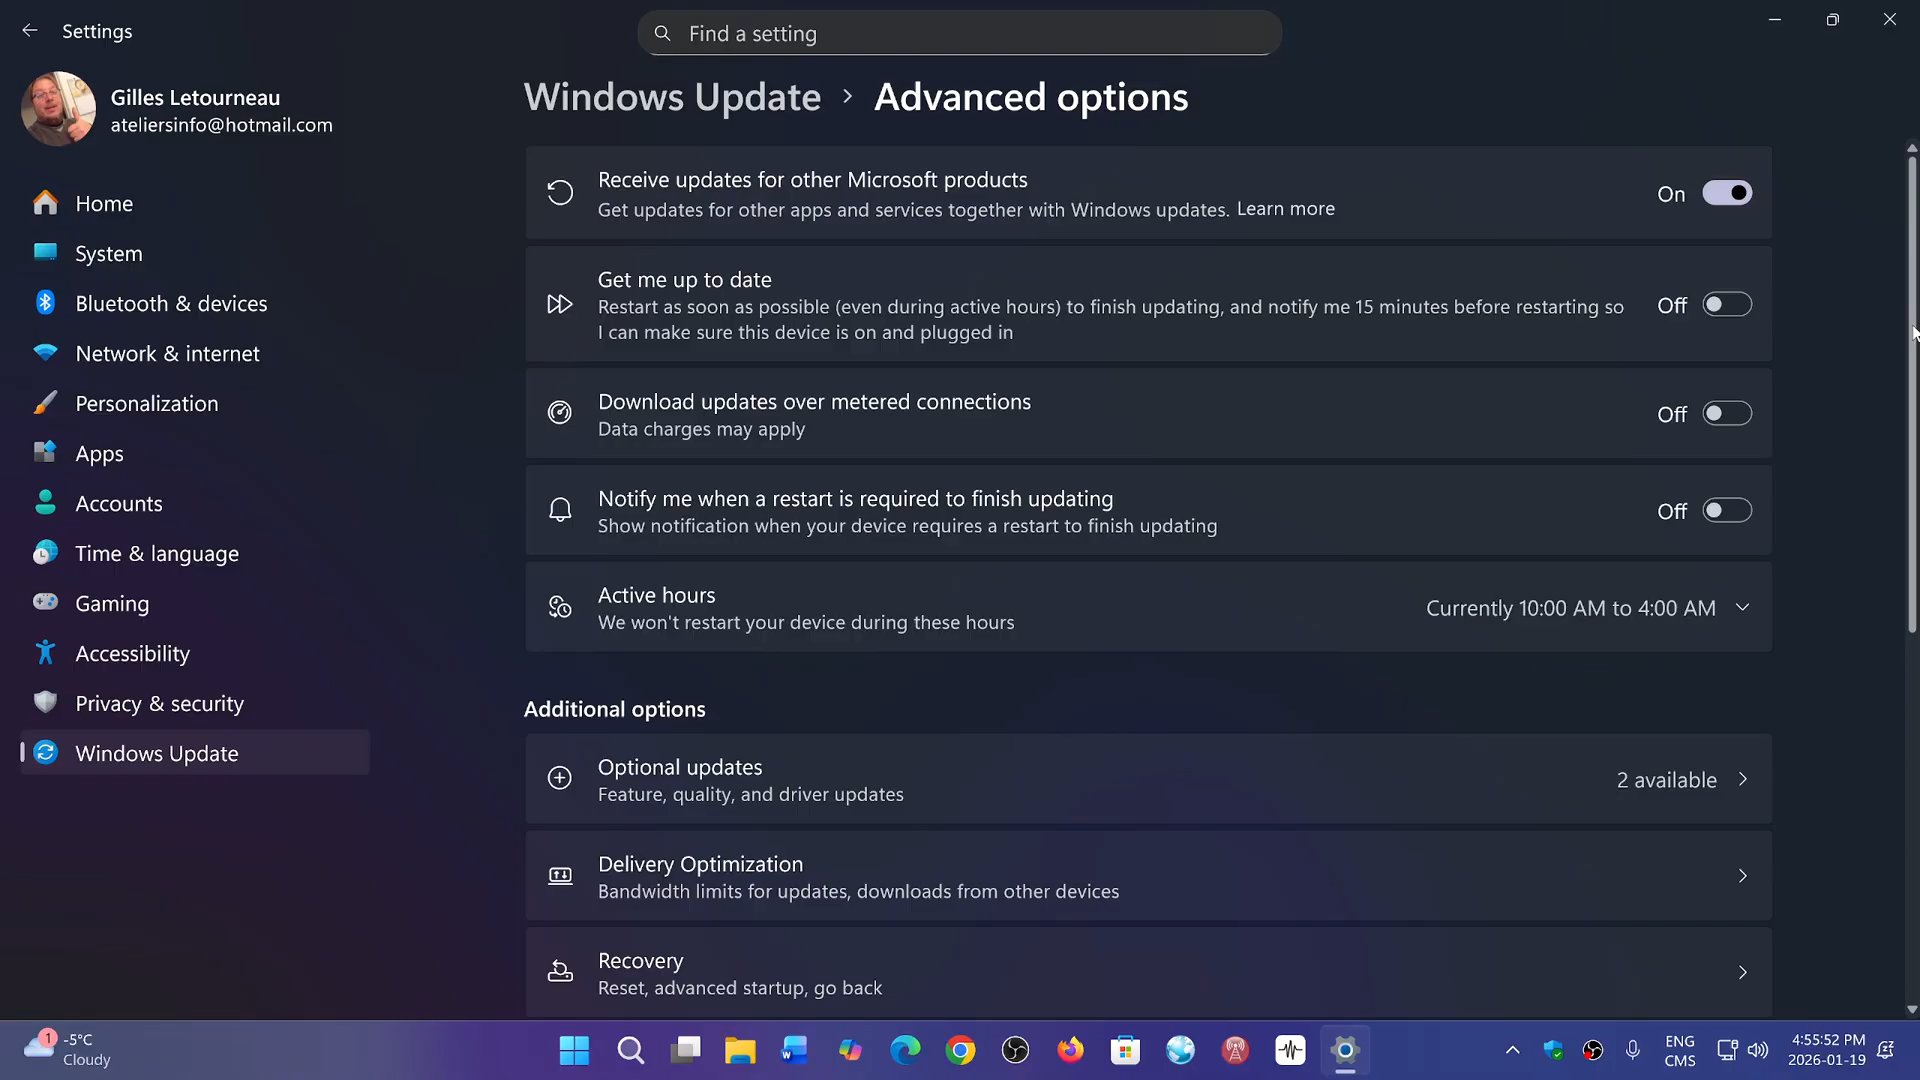 Settings
Find a setting
Gilles Letourneau
ateliersinfo@hotmail.com
Home
System
Bluetooth & devices
Network & internet
Personalization
Apps
Accounts
Time & language
Gaming
Accessibility
Privacy & security
Windows Update
Windows Update > Advanced options
Receive updates for other Microsoft products
Get updates for other apps and services together with Windows updates. Learn more
On
Get me up to date
Restart as soon as possible (even during active hours) to finish updating, and notify me 15 minutes before restarting so
I can make sure this device is on and plugged in
Off
Download updates over metered connections
Data charges may apply
Off
Notify me when a restart is required to finish updating
Show notification when your device requires a restart to finish updating
Off
Active hours
We won't restart your device during these hours
Currently 10:00 AM to 4:00 AM
Additional options
Optional updates
Feature, quality, and driver updates
2 available
Delivery Optimization
Bandwidth limits for updates, downloads from other devices
Recovery
Reset, advanced startup, go back
1
-5°C
Cloudy
ENG
CMS
4:55:52 PM
2026-01-19